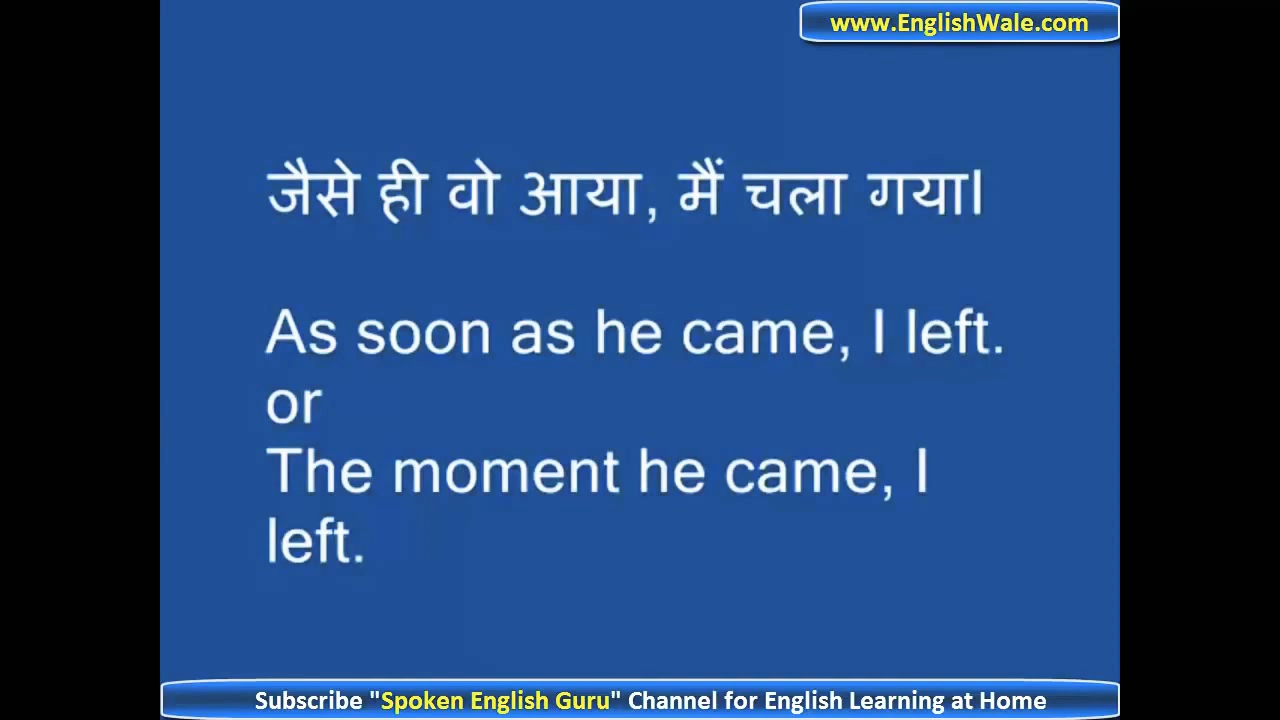 www.EnglishWale.com
जैसे ही वो आया, मैं चला गया।
As soon as he came, I left.
or
The moment he came, I
left.
Subscribe "Spoken English Guru" Channel for English Learning at Home